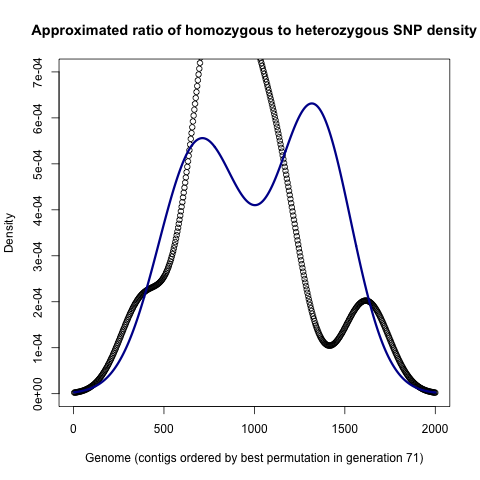 Approximated ratio of homozygous to heterozygous SNP density
7e-04
6e-04
5e-04
4e-04
3e-04
2e-04
1e-04
0e+00
Density
0 500 1000 1500 2000
Genome (contigs ordered by best permutation in generation 71)